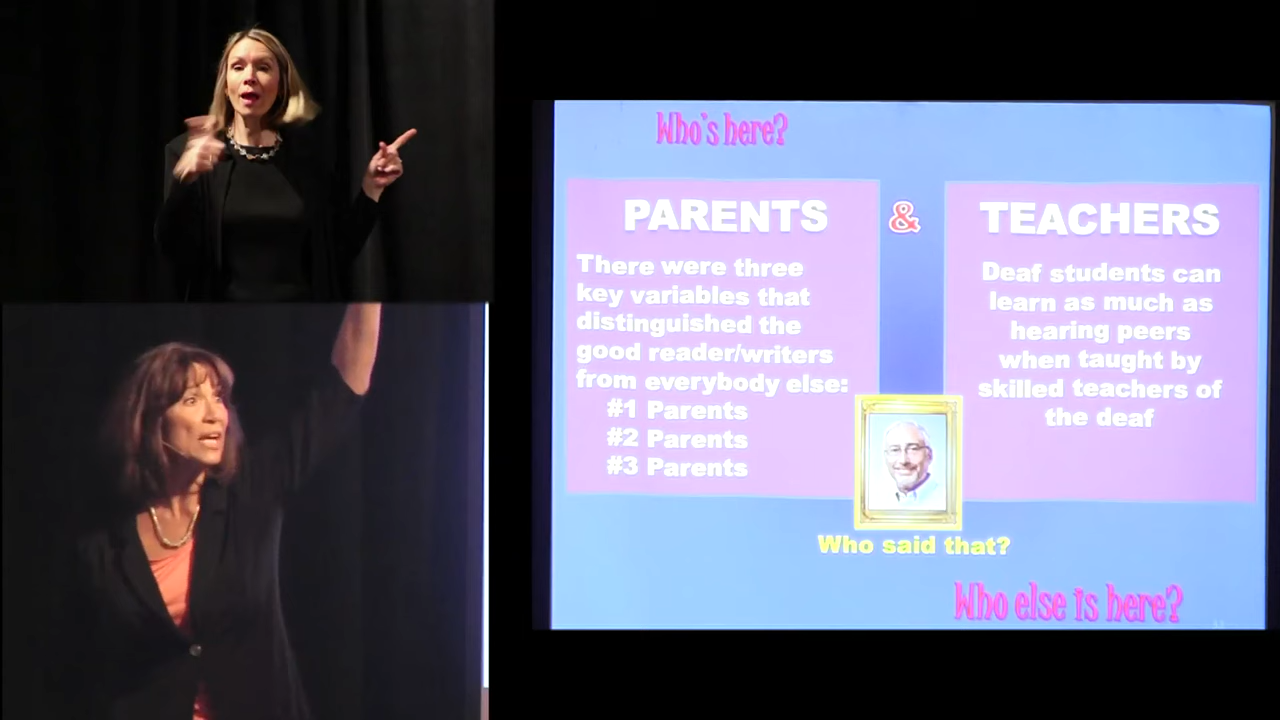 Who's here?
PARENTS
There were three
key variables that
distinguished the
good reader/writers
from everybody else:
#1 Parents
#2 Parents
#3 Parents
&
TEACHERS
Deaf students can
learn as much as
hearing peers
when taught by
skilled teachers of
the deaf
Who said that?
Who else is here?